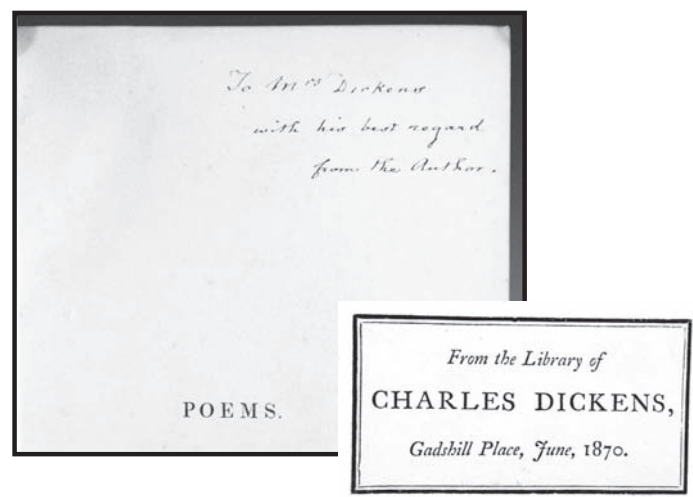 To Mrs Dickens
with his best regard
from the Author.
POEMS.
From the Library of
CHARLES DICKENS,
Gadshill Place, June, 1870.